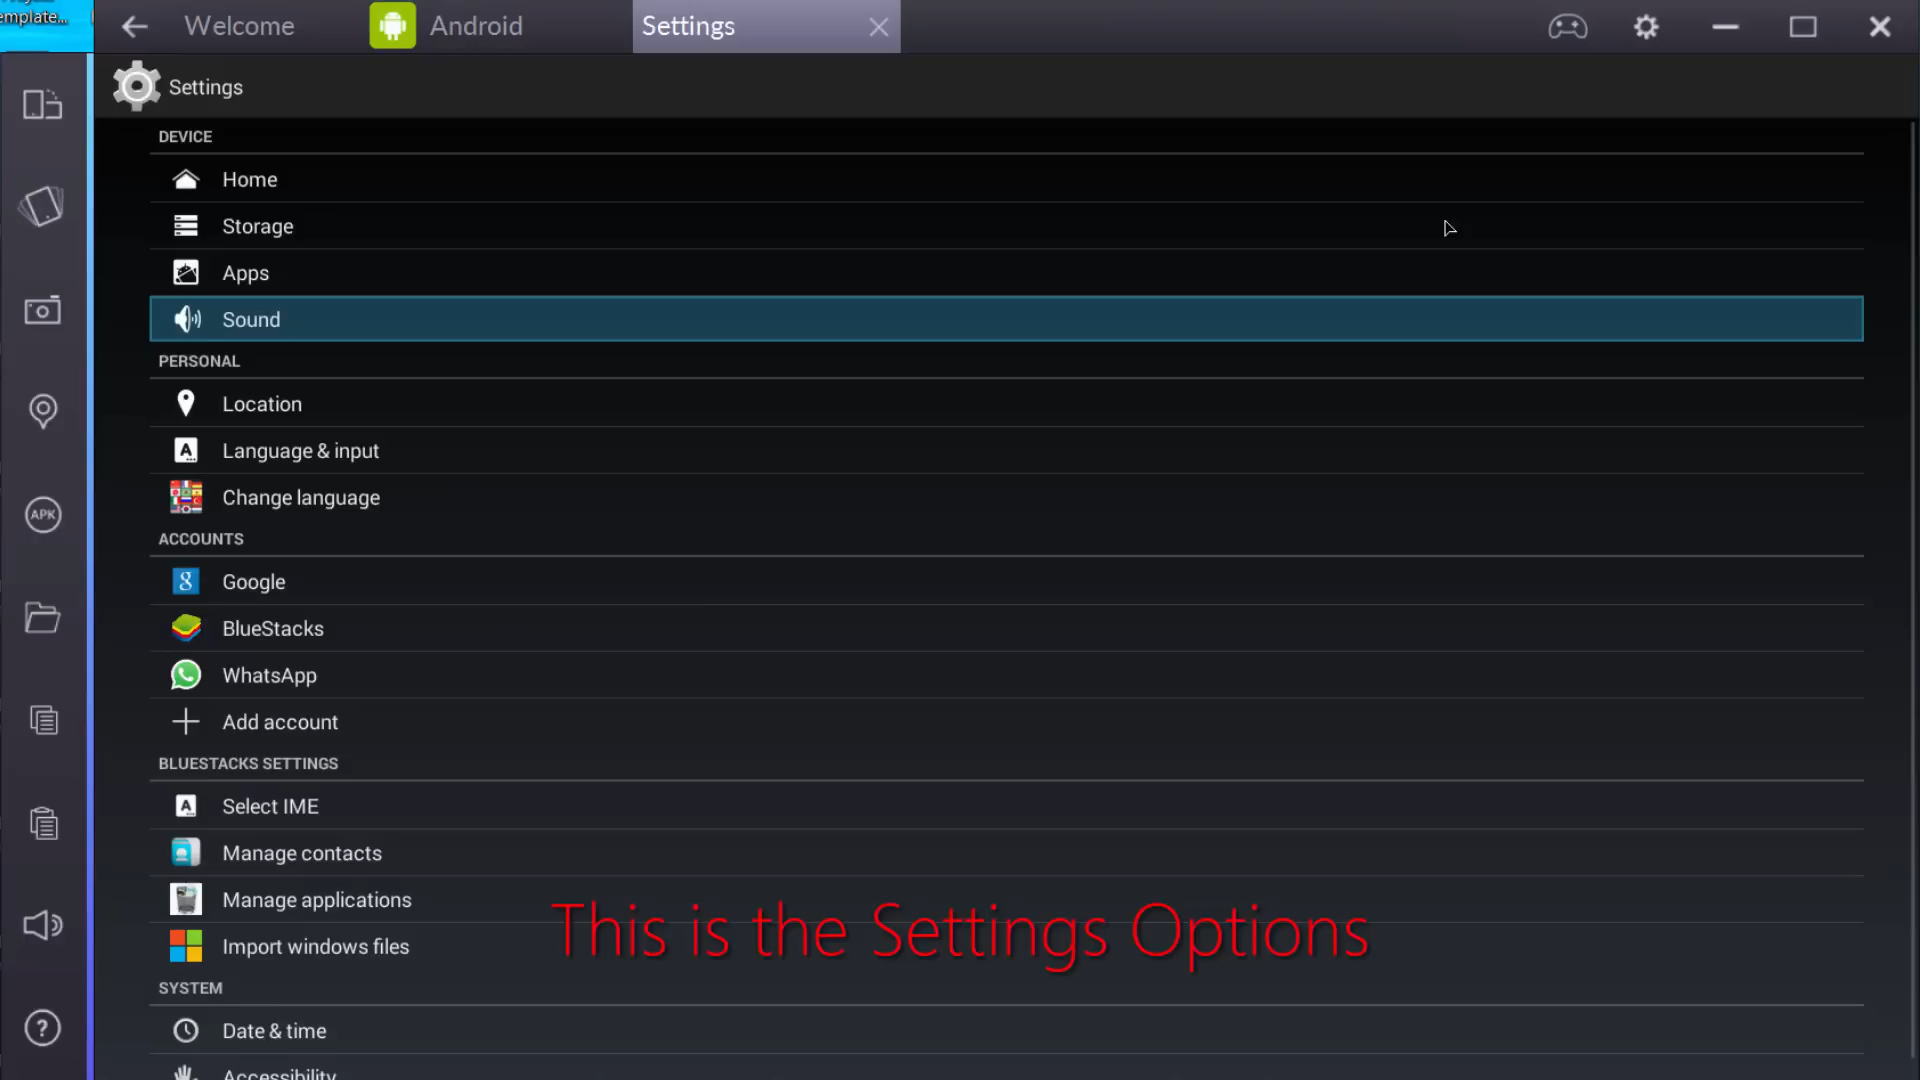 emplate...
Welcome
Android
Settings
Settings
DEVICE
Home
Storage
Apps
Sound
PERSONAL
Location
A
Language & input
Change language
ACCOUNTS
8
Google
BlueStacks
WhatsApp
Add account
BLUESTACKS SETTINGS
A
Select IME
Manage contacts
Manage applications
Import windows files
This is the Settings Options
SYSTEM
Date & time
Accessibility
APK
?